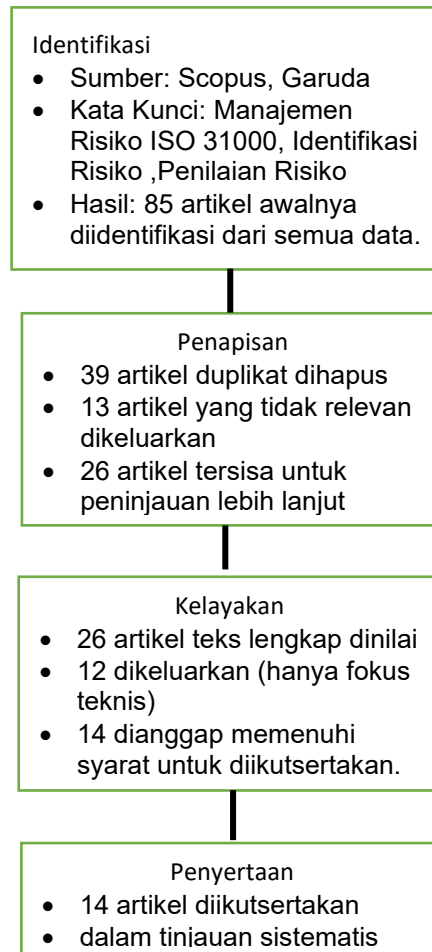 Identifikasi
• Sumber: Scopus, Garuda
• Kata Kunci: Manajemen
Risiko ISO 31000, Identifikasi
Risiko ,Penilaian Risiko
• Hasil: 85 artikel awalnya
diidentifikasi dari semua data.
Penapisan
• 39 artikel duplikat dihapus
• 13 artikel yang tidak relevan
dikeluarkan
• 26 artikel tersisa untuk
peninjauan lebih lanjut
Kelayakan
• 26 artikel teks lengkap dinilai
• 12 dikeluarkan (hanya fokus
teknis)
• 14 dianggap memenuhi
syarat untuk diikutsertakan.
Penyertaan
• 14 artikel diikutsertakan
• dalam tinjauan sistematis